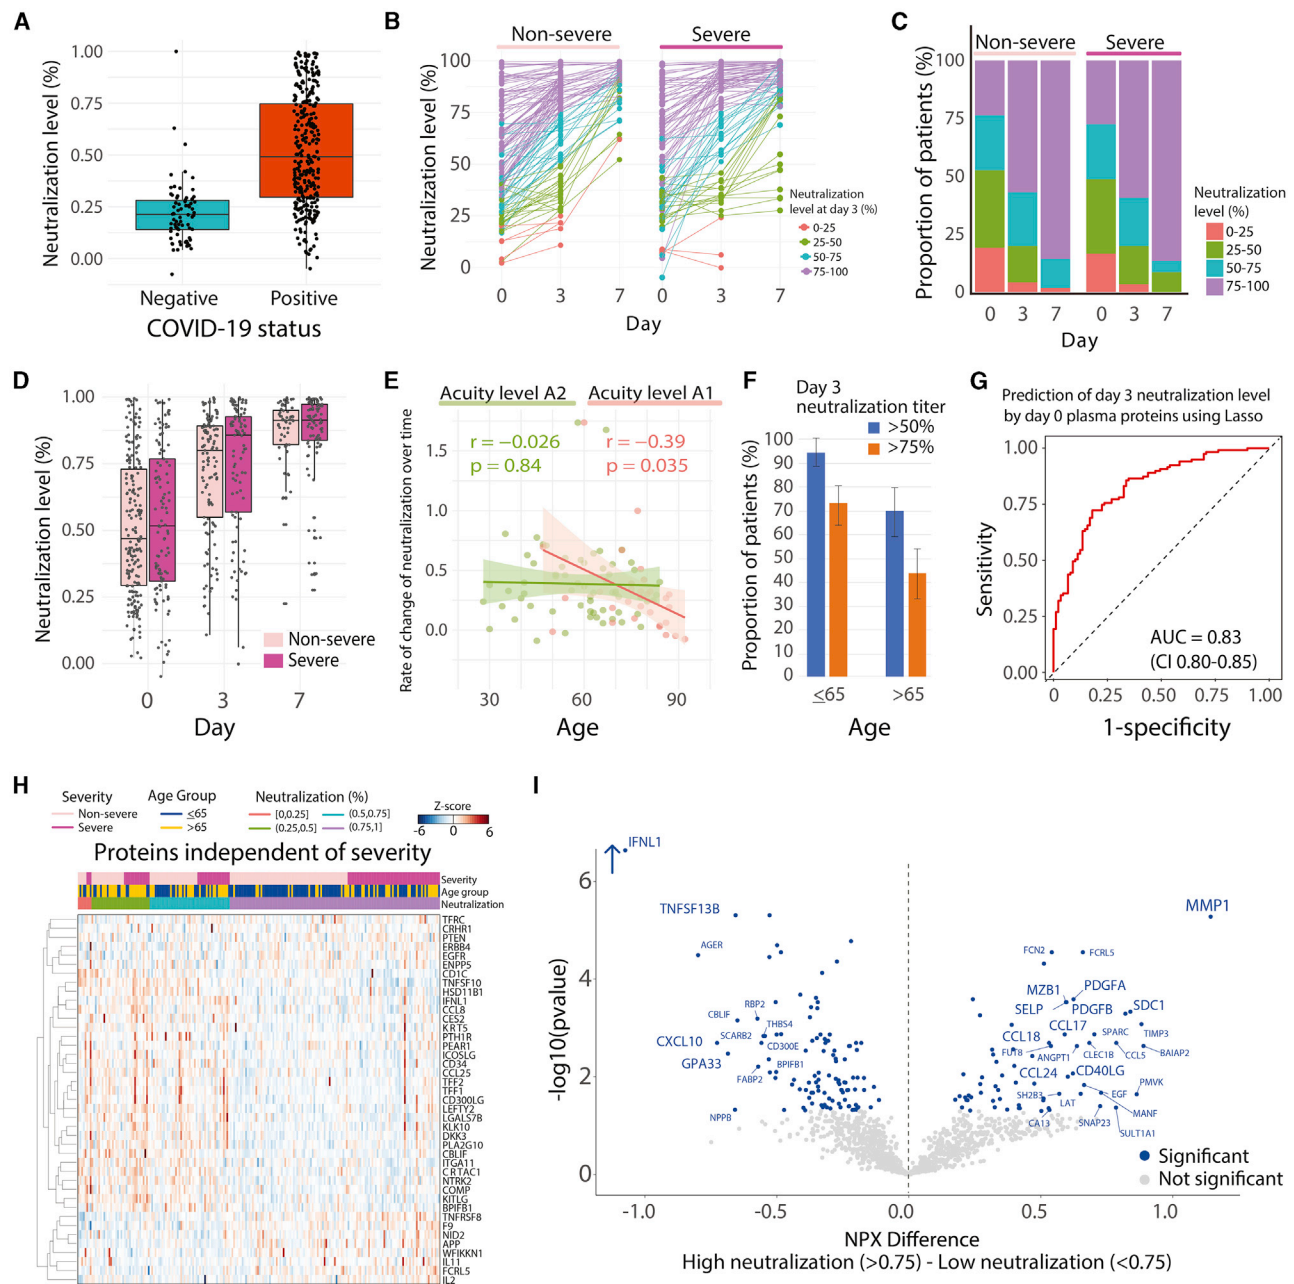 A
Neutralization level (%)
1.00
0.75
0.50
0.25
0.00
Negative
Positive
COVID-19 status
B
Non-severe
Severe
Neutralization level (%)
100
75
50
25
0
0
3
7
0
3
7
Day
Neutralization
level at day 3 (%)
0-25
25-50
50-75
75-100
C
Non-severe
Severe
Proportion of patients (%)
100
75
50
25
0
0
3
7
0
3
7
Day
Neutralization
level (%)
0-25
25-50
50-75
75-100
D
Neutralization level (%)
1.00
0.75
0.50
0.25
0.00
Non-severe
Severe
0
3
7
Day
E
Acuity level A2
Acuity level A1
r = −0.026
p = 0.84
r = −0.39
p = 0.035
Rate of change of neutralization over time
1.5
1.0
0.5
0.0
30
60
90
Age
F
Day 3
neutralization titer
>50%
>75%
Proportion of patients (%)
100
90
80
70
60
50
40
30
20
10
0
≤65
>65
Age
G
Prediction of day 3 neutralization level
by day 0 plasma proteins using Lasso
Sensitivity
1.00
0.75
0.50
0.25
0.00
AUC = 0.83
(CI 0.80-0.85)
0
0.25
0.50
0.75
1.00
1-specificity
H
Severity
Non-severe
Severe
Age Group
≤65
>65
Neutralization (%)
[0,0.25]
(0.25,0.5]
(0.5,0.75]
(0.75,1]
Z-score
-6
0
6
Proteins independent of severity
Severity
Age group
Neutralization
TFRC
CRHR1
PTEN
ERBB4
EGFR
ENPP5
CD1C
TNFSF10
HSD11B1
IFNL1
CCL8
CES2
KRT5
PTH1R
PEAR1
ICOSLG
CD34
CCL25
TFF2
TFF1
CD300LG
LEFTY2
LGALS7B
KLK10
DKK3
PLA2G10
CBLIF
ITGA11
CRTAC1
NTRK2
COMP
KITLG
BPIFB1
TNFRSF8
F9
NID2
APP
WFIKKN1
IL11
FCRL5
IL2
I
-log10(pvalue)
6
4
2
0
IFNL1
TNFSF13B
AGER
MMP1
FCN2
FCRL5
MZB1
PDGFA
SELP
PDGFB
SDC1
RBP2
CBLIF
SCARB2
THBS4
CXCL10
CD300E
GPA33
BPIFB1
FABP2
NPPB
CCL17
CCL18
SPARC
TIMP3
FUT8
ANGPT1
CLEC1B
CCL5
BAIAP2
CCL24
CD40LG
PMVK
SH2B3
LAT
EGF
MANF
CA13
SNAP23
SULT1A1
Significant
Not significant
-1.0
-0.5
0.0
0.5
1.0
NPX Difference
High neutralization (>0.75) - Low neutralization (<0.75)